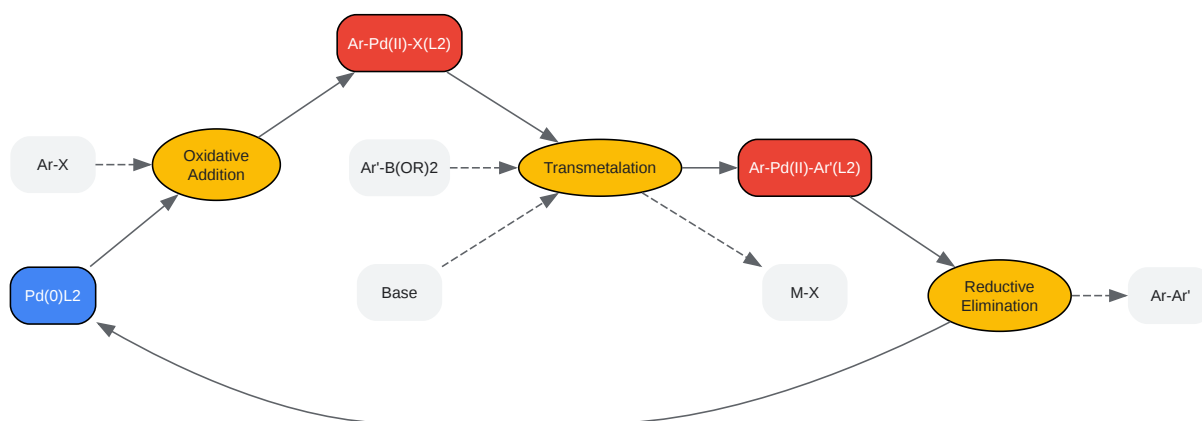 Ar-Pd(II)-X(L2)
Ar-X
Oxidative
Addition
Ar'-B(OR)2
Transmetalation
Ar-Pd(II)-Ar'(L2)
Pd(0)L2
Base
M-X
Reductive
Elimination
Ar-Ar'